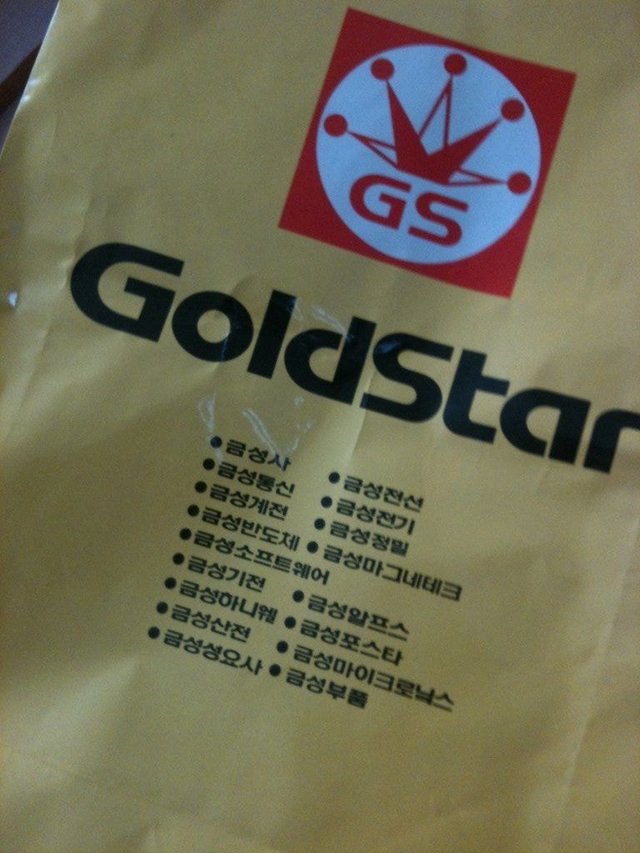 GS
GoldStar
● 금성사
● 금성통신
● 금성계전
● 금성반도체
● 금성소프트웨어
● 금성기전
● 금성하니웰
● 금성산전
● 금성성요사
● 금성전선
● 금성전기
● 금성정밀
● 금성마그네테크
● 금성알프스
● 금성포스타
● 금성마이크로닉스
● 금성부품